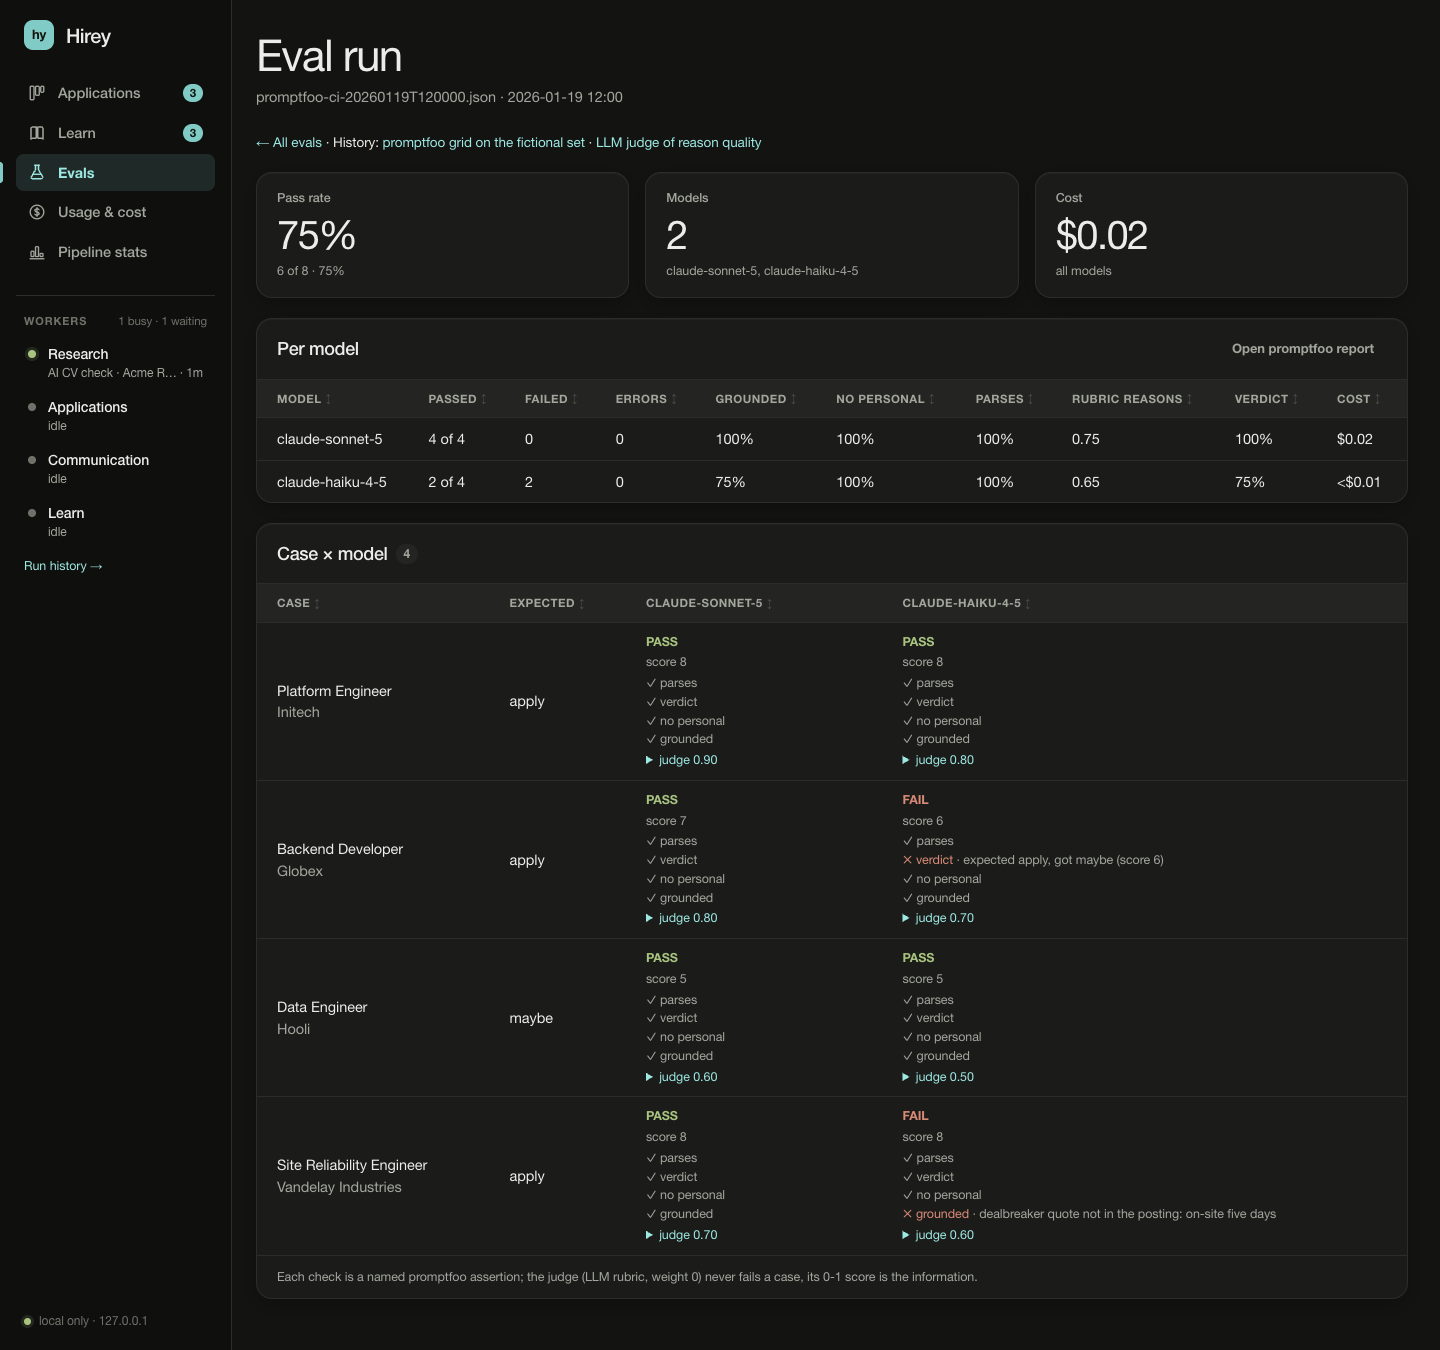 hy Hirey
Applications 3
Learn 3
Evals
Usage & cost
Pipeline stats
WORKERS 1 busy · 1 waiting
Research
AI CV check · Acme R... · 1m
Applications
idle
Communication
idle
Learn
idle
Run history →
local only · 127.0.0.1
Eval run
promptfoo-ci-20260119T120000.json · 2026-01-19 12:00
← All evals · History: promptfoo grid on the fictional set · LLM judge of reason quality
Pass rate
75%
6 of 8 · 75%
Models
2
claude-sonnet-5, claude-haiku-4-5
Cost
$0.02
all models
Per model
Open promptfoo report
MODEL ↕ PASSED ↕ FAILED ↕ ERRORS ↕ GROUNDED ↕ NO PERSONAL ↕ PARSES ↕ RUBRIC REASONS ↕ VERDICT ↕ COST ↕
claude-sonnet-5 4 of 4 0 0 100% 100% 100% 0.75 100% $0.02
claude-haiku-4-5 2 of 4 2 0 75% 100% 100% 0.65 75% <$0.01
Case × model 4
CASE ↕ EXPECTED ↕ CLAUDE-SONNET-5 ↕ CLAUDE-HAIKU-4-5 ↕
Platform Engineer
Initech
apply
PASS
score 8
✓ parses
✓ verdict
✓ no personal
✓ grounded
▶ judge 0.90
PASS
score 8
✓ parses
✓ verdict
✓ no personal
✓ grounded
▶ judge 0.80
Backend Developer
Globex
apply
PASS
score 7
✓ parses
✓ verdict
✓ no personal
✓ grounded
▶ judge 0.80
FAIL
score 6
✓ parses
✕ verdict · expected apply, got maybe (score 6)
✓ no personal
✓ grounded
▶ judge 0.70
Data Engineer
Hooli
maybe
PASS
score 5
✓ parses
✓ verdict
✓ no personal
✓ grounded
▶ judge 0.60
PASS
score 5
✓ parses
✓ verdict
✓ no personal
✓ grounded
▶ judge 0.50
Site Reliability Engineer
Vandelay Industries
apply
PASS
score 8
✓ parses
✓ verdict
✓ no personal
✓ grounded
▶ judge 0.70
FAIL
score 8
✓ parses
✓ verdict
✓ no personal
✕ grounded · dealbreaker quote not in the posting: on-site five days
▶ judge 0.60
Each check is a named promptfoo assertion; the judge (LLM rubric, weight 0) never fails a case, its 0-1 score is the information.